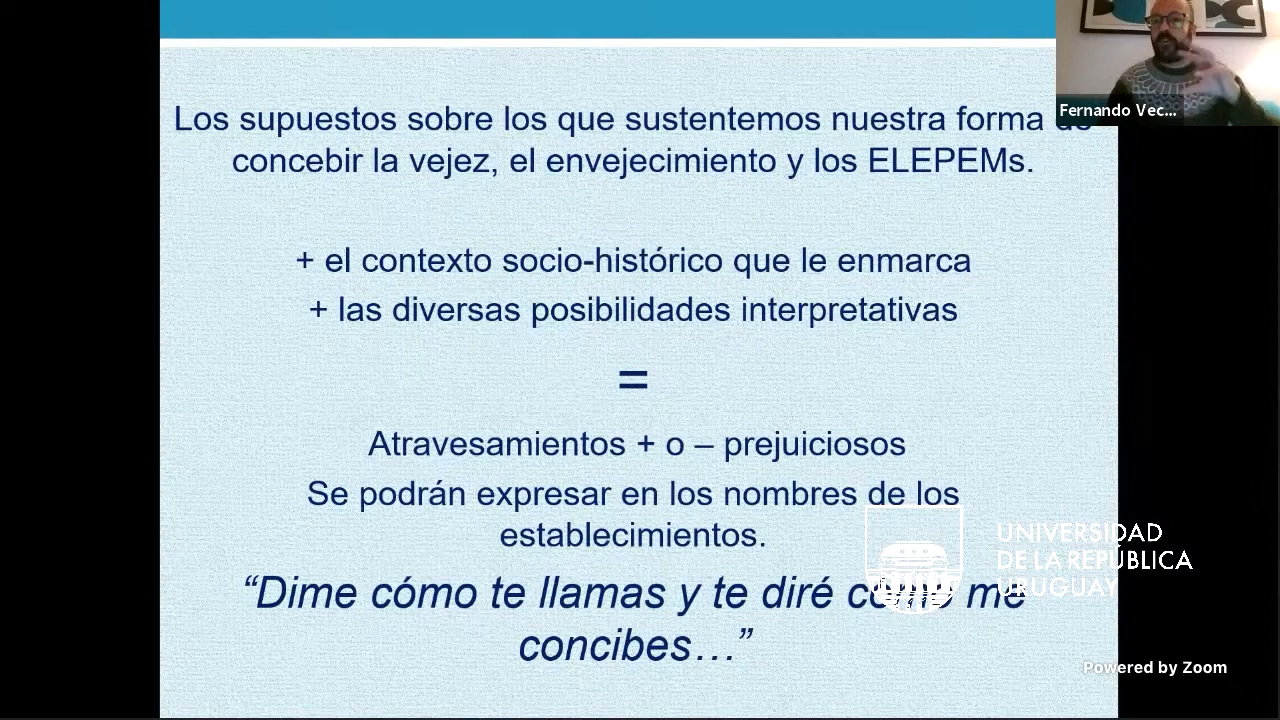 Los supuestos sobre los que sustentemos nuestra forma de
concebir la vejez, el envejecimiento y los ELEPEMs.
+ el contexto socio-histórico que le enmarca
+ las diversas posibilidades interpretativas
=
Atravesamientos + o – prejuiciosos
Se podrán expresar en los nombres de los
establecimientos.
“Dime cómo te llamas y te diré cómo me
concibes…”
Fernando Vec...
UNIVERSIDAD
DE LA REPÚBLICA
URUGUAY
Powered by Zoom